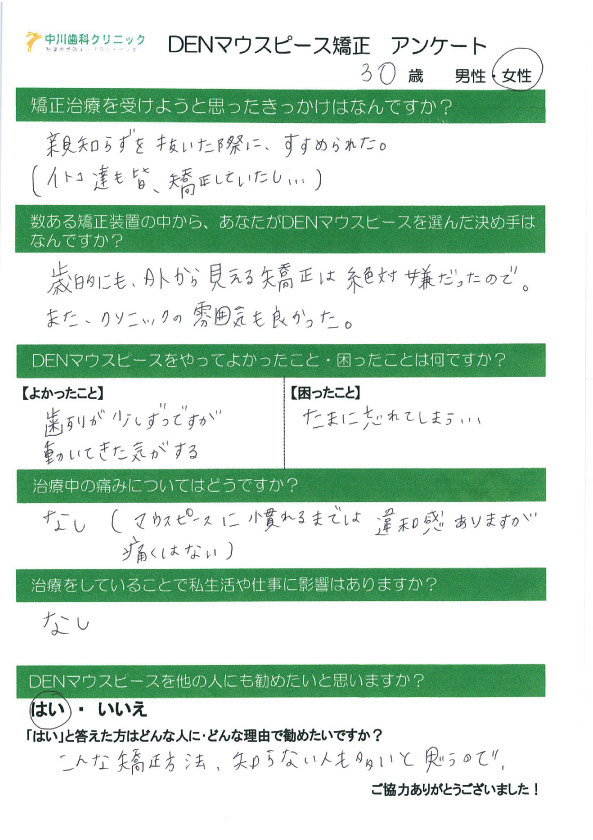 中川歯科クリニック
DENマウスピース矯正 アンケート
30歳 男性・女性
矯正治療を受けようと思ったきっかけはなんですか？
親知らずを抜いた際に、すすめられた。
(イトコ達も皆、矯正していたし…)
数ある矯正装置の中から、あなたがDENマウスピースを選んだ決め手は
なんですか？
歳的にも、外から見える矯正は絶対嫌だったので。
また、クリニックの雰囲気も良かった。
DENマウスピースをやってよかったこと・困ったことは何ですか？
【よかったこと】
歯列が少しずつですが
動いてきた気がする
【困ったこと】
たまに忘れてしまう…
治療中の痛みについてはどうですか？
なし(マウスピースに慣れるまでは違和感ありますが
痛くはない)
治療をしていることで私生活や仕事に影響はありますか？
なし
DENマウスピースを他の人にも勧めたいと思いますか？
はい・いいえ
「はい」と答えた方はどんな人に・どんな理由で勧めたいですか？
こんな矯正方法、知らない人も多いと思うので、
ご協力ありがとうございました！